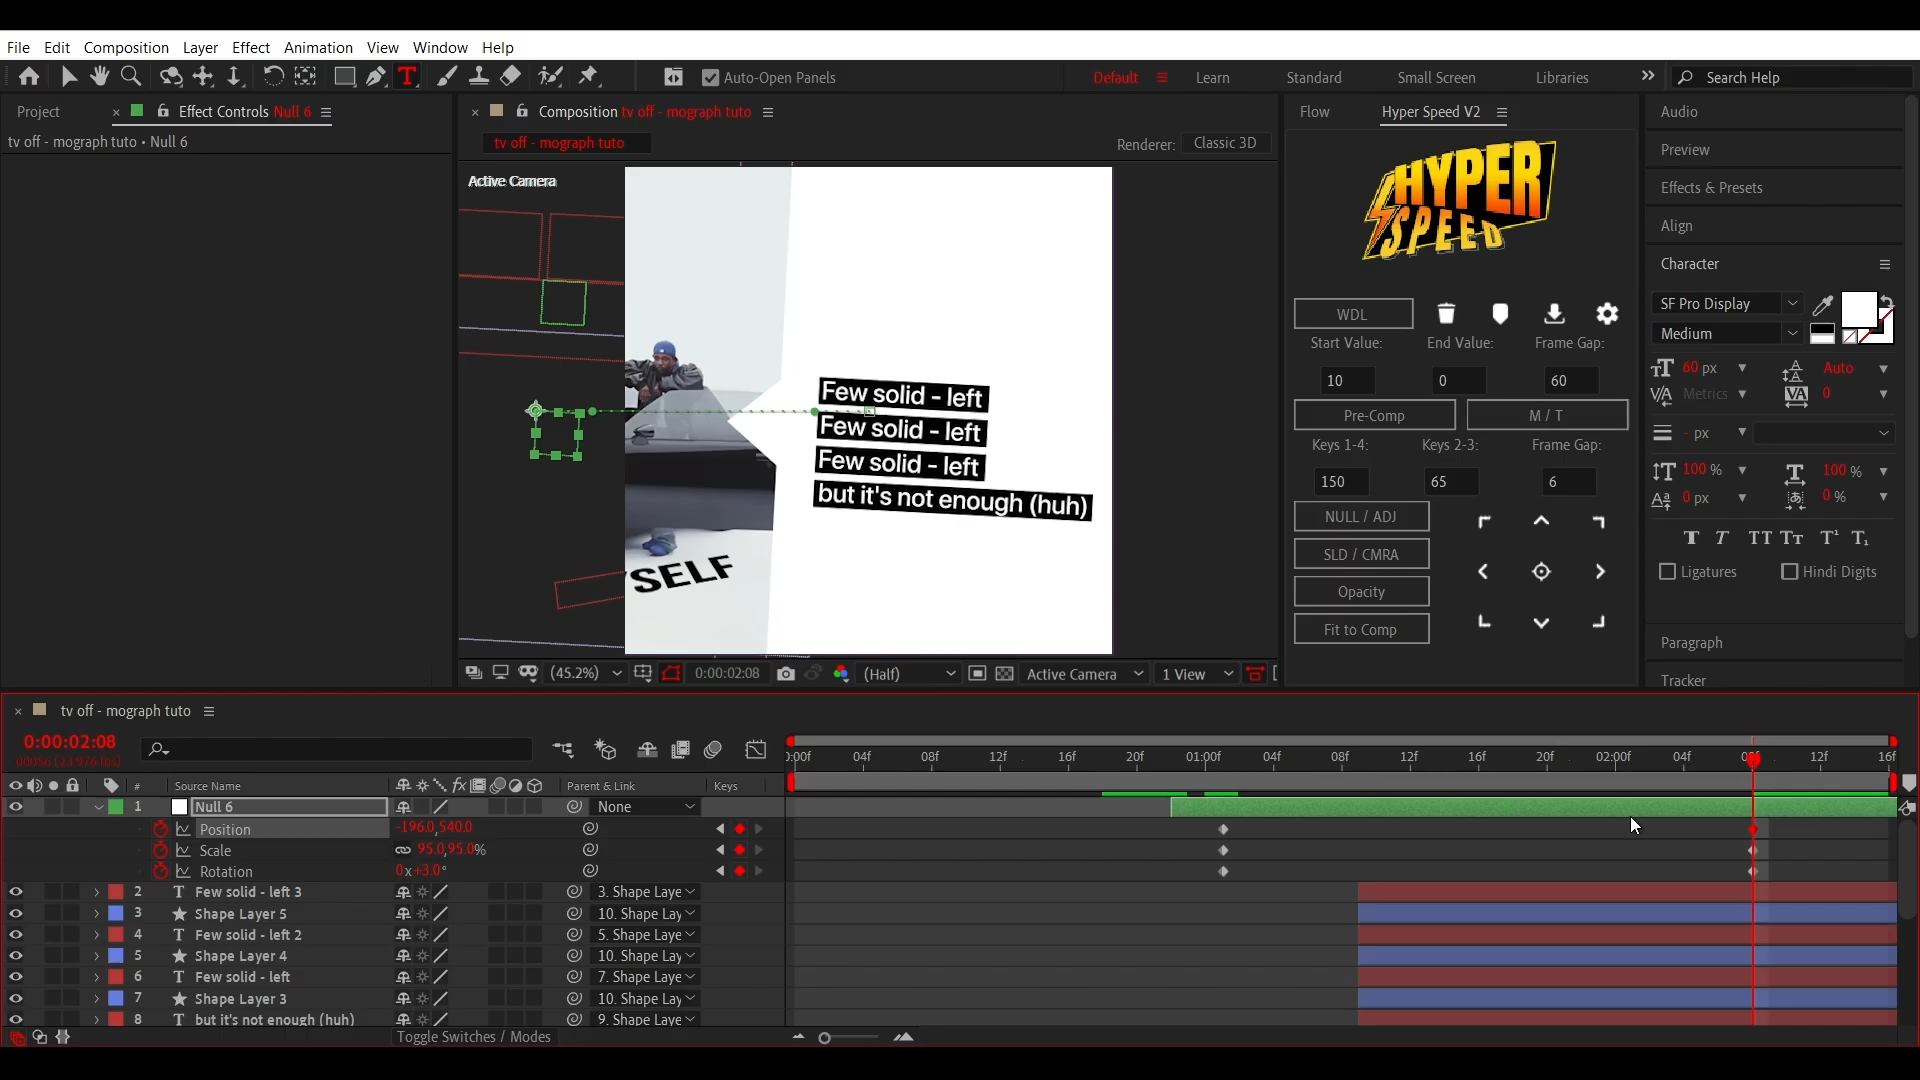 File Edit Composition Layer Effect Animation View Window Help
Auto-Open Panels
Default Learn Standard Small Screen Libraries
Search Help
Project
Effect Controls Null 6
tv off - mograph tuto • Null 6
Composition tv off - mograph tuto
tv off - mograph tuto
Renderer: Classic 3D
Active Camera
Few solid - left
Few solid - left
Few solid - left
but it's not enough (huh)
SELF
(45.2%) 0:00:02:08 (Half) Active Camera 1 View
Flow Hyper Speed V2
HYPER
SPEED
WDL
Start Value: End Value: Frame Gap:
10 0 60
Pre-Comp M / T
Keys 1-4: Keys 2-3: Frame Gap:
150 65 6
NULL / ADJ
SLD / CMRA
Opacity
Fit to Comp
Audio
Preview
Effects & Presets
Align
Character
SF Pro Display
Medium
60 px Auto
Metrics 0
- px
100 % 100 %
0 px 0 %
T T TT Tт T¹ T₁
Ligatures Hindi Digits
Paragraph
Tracker
tv off - mograph tuto
0:00:02:08
00056 (23.976 fps)
0:00f 04f 08f 12f 16f 20f 01:00f 04f 08f 12f 16f 20f 02:00f 04f 12f 16f
# Source Name fx Parent & Link Keys
1 Null 6 None
Position -196.0,540.0
Scale 95.0,95.0%
Rotation 0x+3.0°
2 T Few solid - left 3 3. Shape Laye
3 Shape Layer 5 10. Shape Lay
4 T Few solid - left 2 5. Shape Laye
5 Shape Layer 4 10. Shape Lay
6 T Few solid - left 7. Shape Laye
7 Shape Layer 3 10. Shape Lay
8 T but it's not enough (huh) 9. Shape Laye
Toggle Switches / Modes